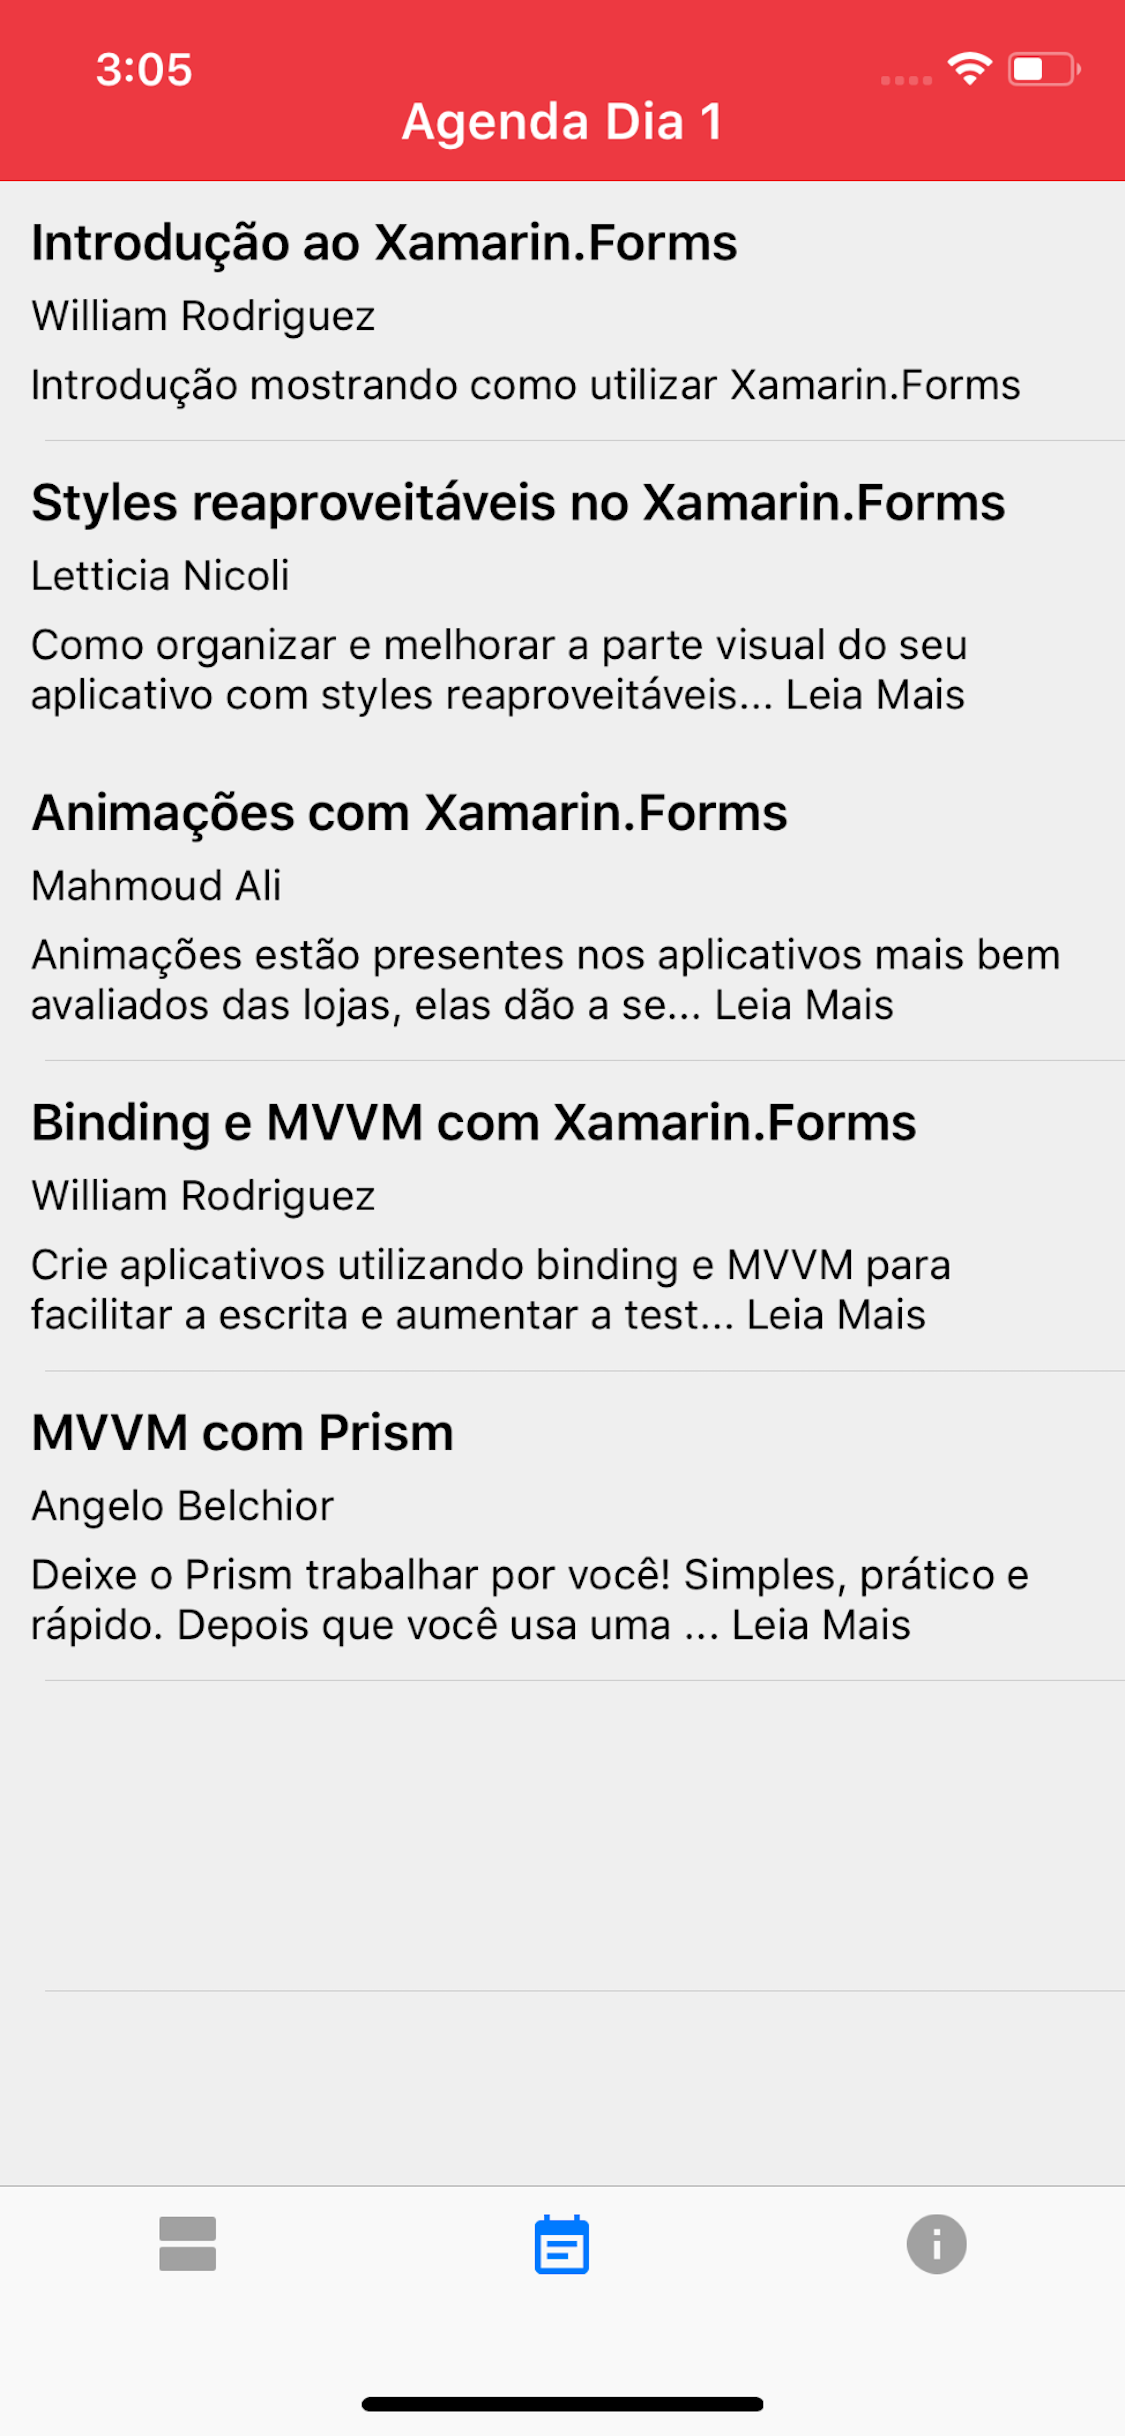 3:05
Agenda Dia 1
Introdução ao Xamarin.Forms
William Rodriguez
Introdução mostrando como utilizar Xamarin.Forms
Styles reaproveitáveis no Xamarin.Forms
Letticia Nicoli
Como organizar e melhorar a parte visual do seu
aplicativo com styles reaproveitáveis... Leia Mais
Animações com Xamarin.Forms
Mahmoud Ali
Animações estão presentes nos aplicativos mais bem
avaliados das lojas, elas dão a se... Leia Mais
Binding e MVVM com Xamarin.Forms
William Rodriguez
Crie aplicativos utilizando binding e MVVM para
facilitar a escrita e aumentar a test... Leia Mais
MVVM com Prism
Angelo Belchior
Deixe o Prism trabalhar por você! Simples, prático e
rápido. Depois que você usa uma ... Leia Mais